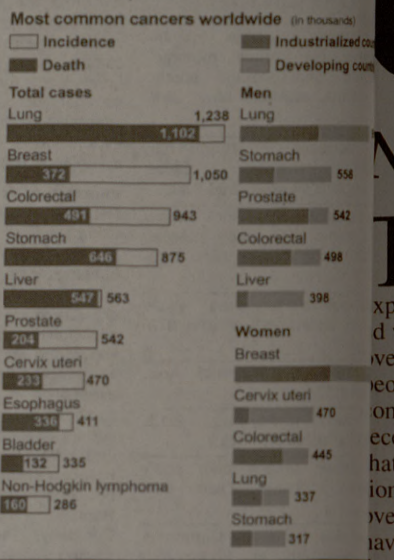 Most common cancers worldwide (in thousands)
Incidence
Death
Industrialized
Developing
Total cases
Lung
1,102 1,238
Breast
372 1,050
Colorectal
491 943
Stomach
646 875
Liver
547 563
Prostate
204 542
Cervix uteri
233 470
Esophagus
336 411
Bladder
132 335
Non-Hodgkin lymphoma
160 286
Men
Lung
Stomach
558
Prostate
542
Colorectal
498
Liver
398
Women
Breast
Cervix uteri
470
Colorectal
445
Lung
337
Stomach
317